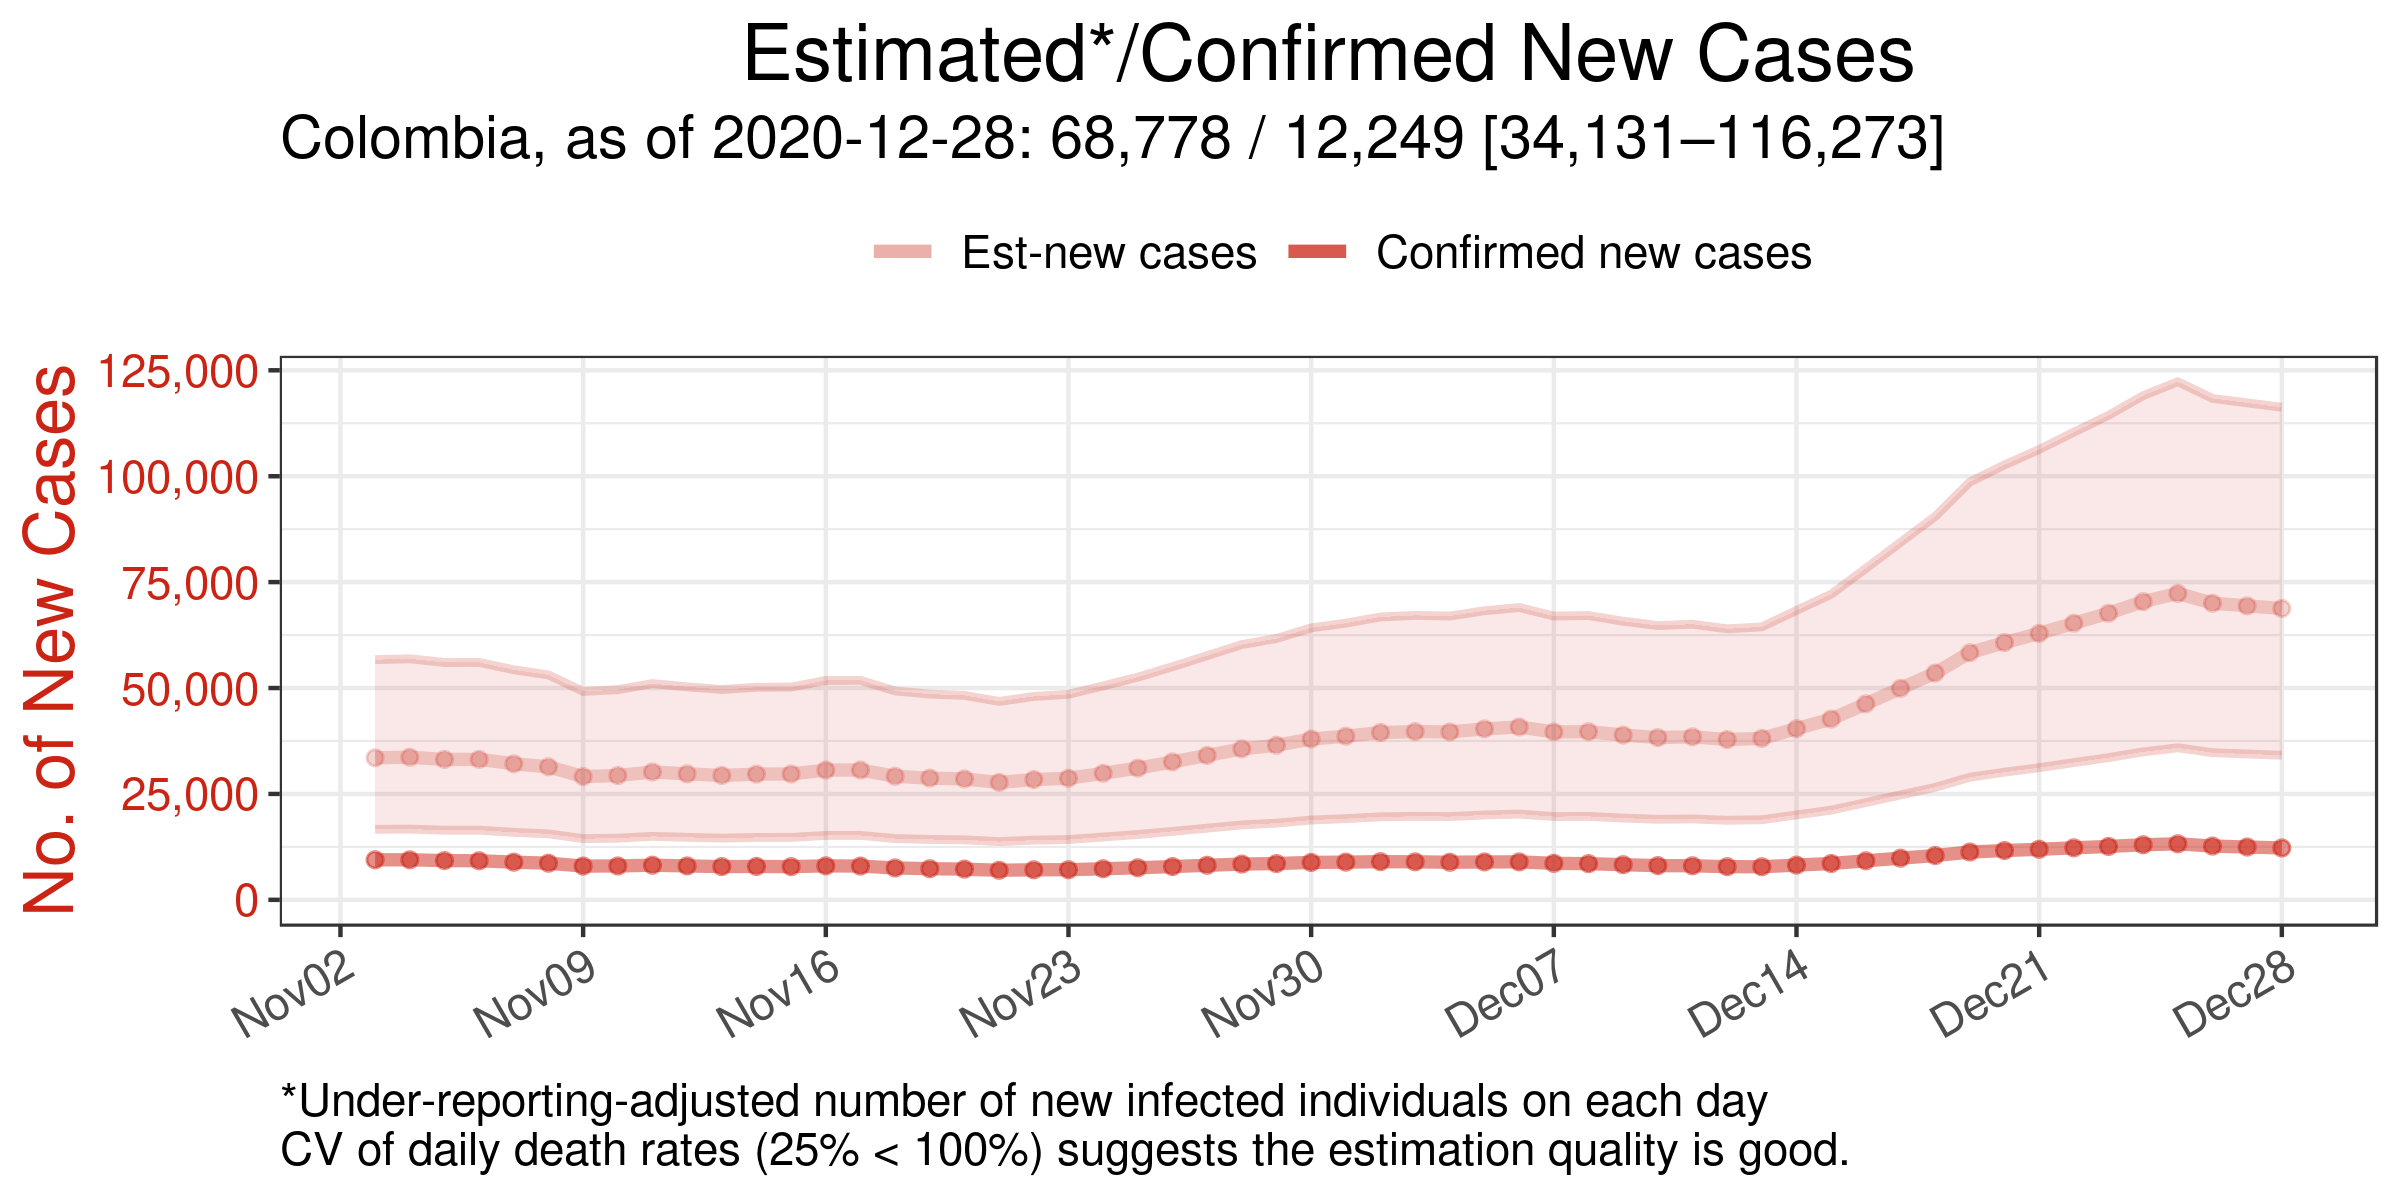 Estimated*/Confirmed New Cases
Colombia, as of 2020-12-28: 68,778 / 12,249 [34,131–116,273]
Est-new cases Confirmed new cases
No. of New Cases
125,000
100,000
75,000
50,000
25,000
0
Nov02 Nov09 Nov16 Nov23 Nov30 Dec07 Dec14 Dec21 Dec28
*Under-reporting-adjusted number of new infected individuals on each day
CV of daily death rates (25% < 100%) suggests the estimation quality is good.